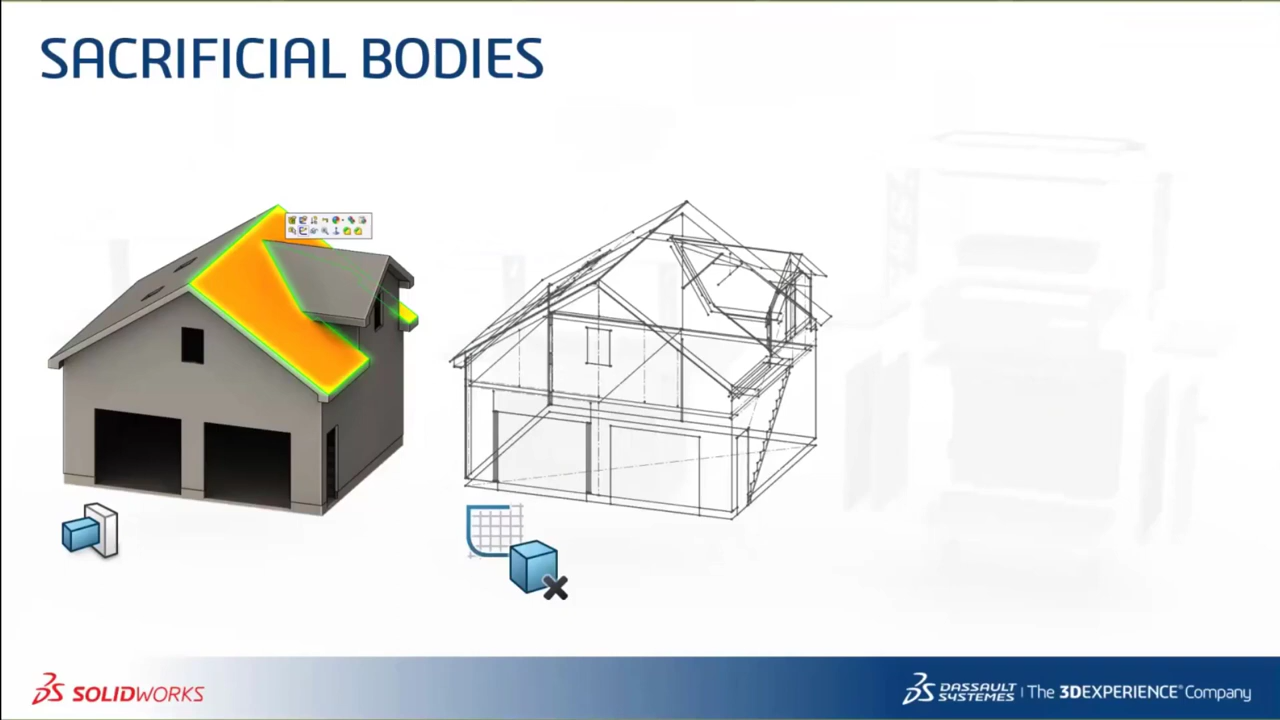 SACRIFICIAL BODIES
SOLIDWORKS
DASSAULT SYSTEMES | The 3DEXPERIENCE® Company